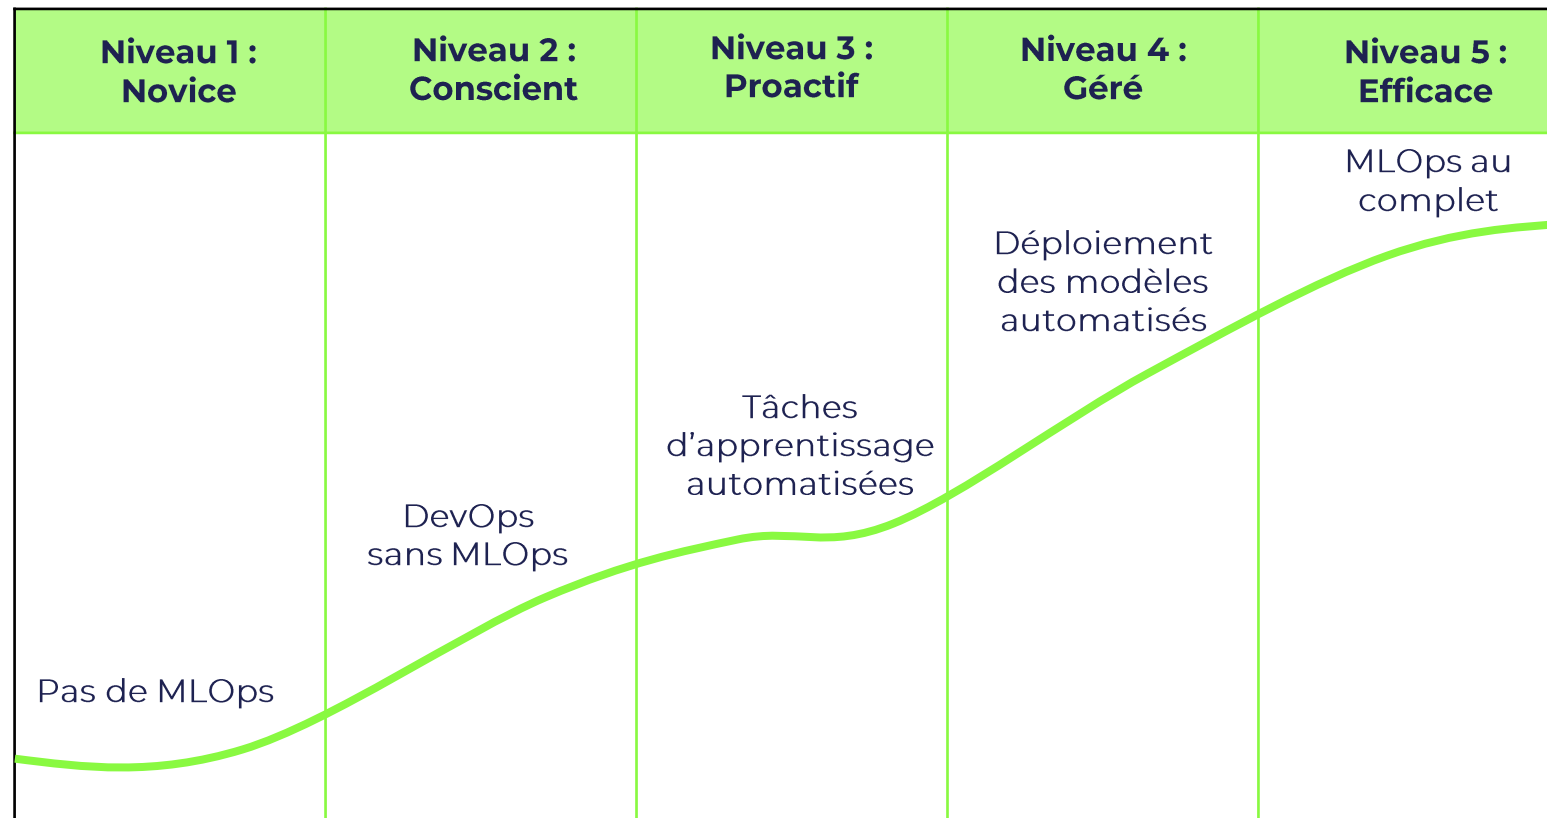 Niveau 1 :
Novice
Niveau 2 :
Conscient
Niveau 3 :
Proactif
Niveau 4 :
Géré
Niveau 5 :
Efficace
Pas de MLOps
DevOps
sans MLOps
Tâches
d’apprentissage
automatisées
Déploiement
des modèles
automatisés
MLOps au
complet